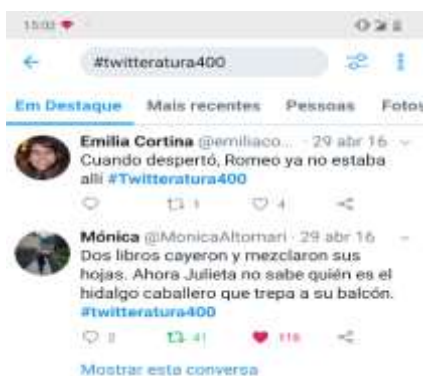 15:03
#twitteratura400
Em Destaque Mais recentes Pessoas Fotos
Emilia Cortina @emiliaco... · 29 abr 16
Cuando despertó, Romeo ya no estaba
allí #Twitteratura400
1 4
Mónica @MonicaAltomari · 29 abr 16
Dos libros cayeron y mezclaron sus
hojas. Ahora Julieta no sabe quién es el
hidalgo caballero que trepa a su balcón.
#twitteratura400
41 116
Mostrar esta conversa